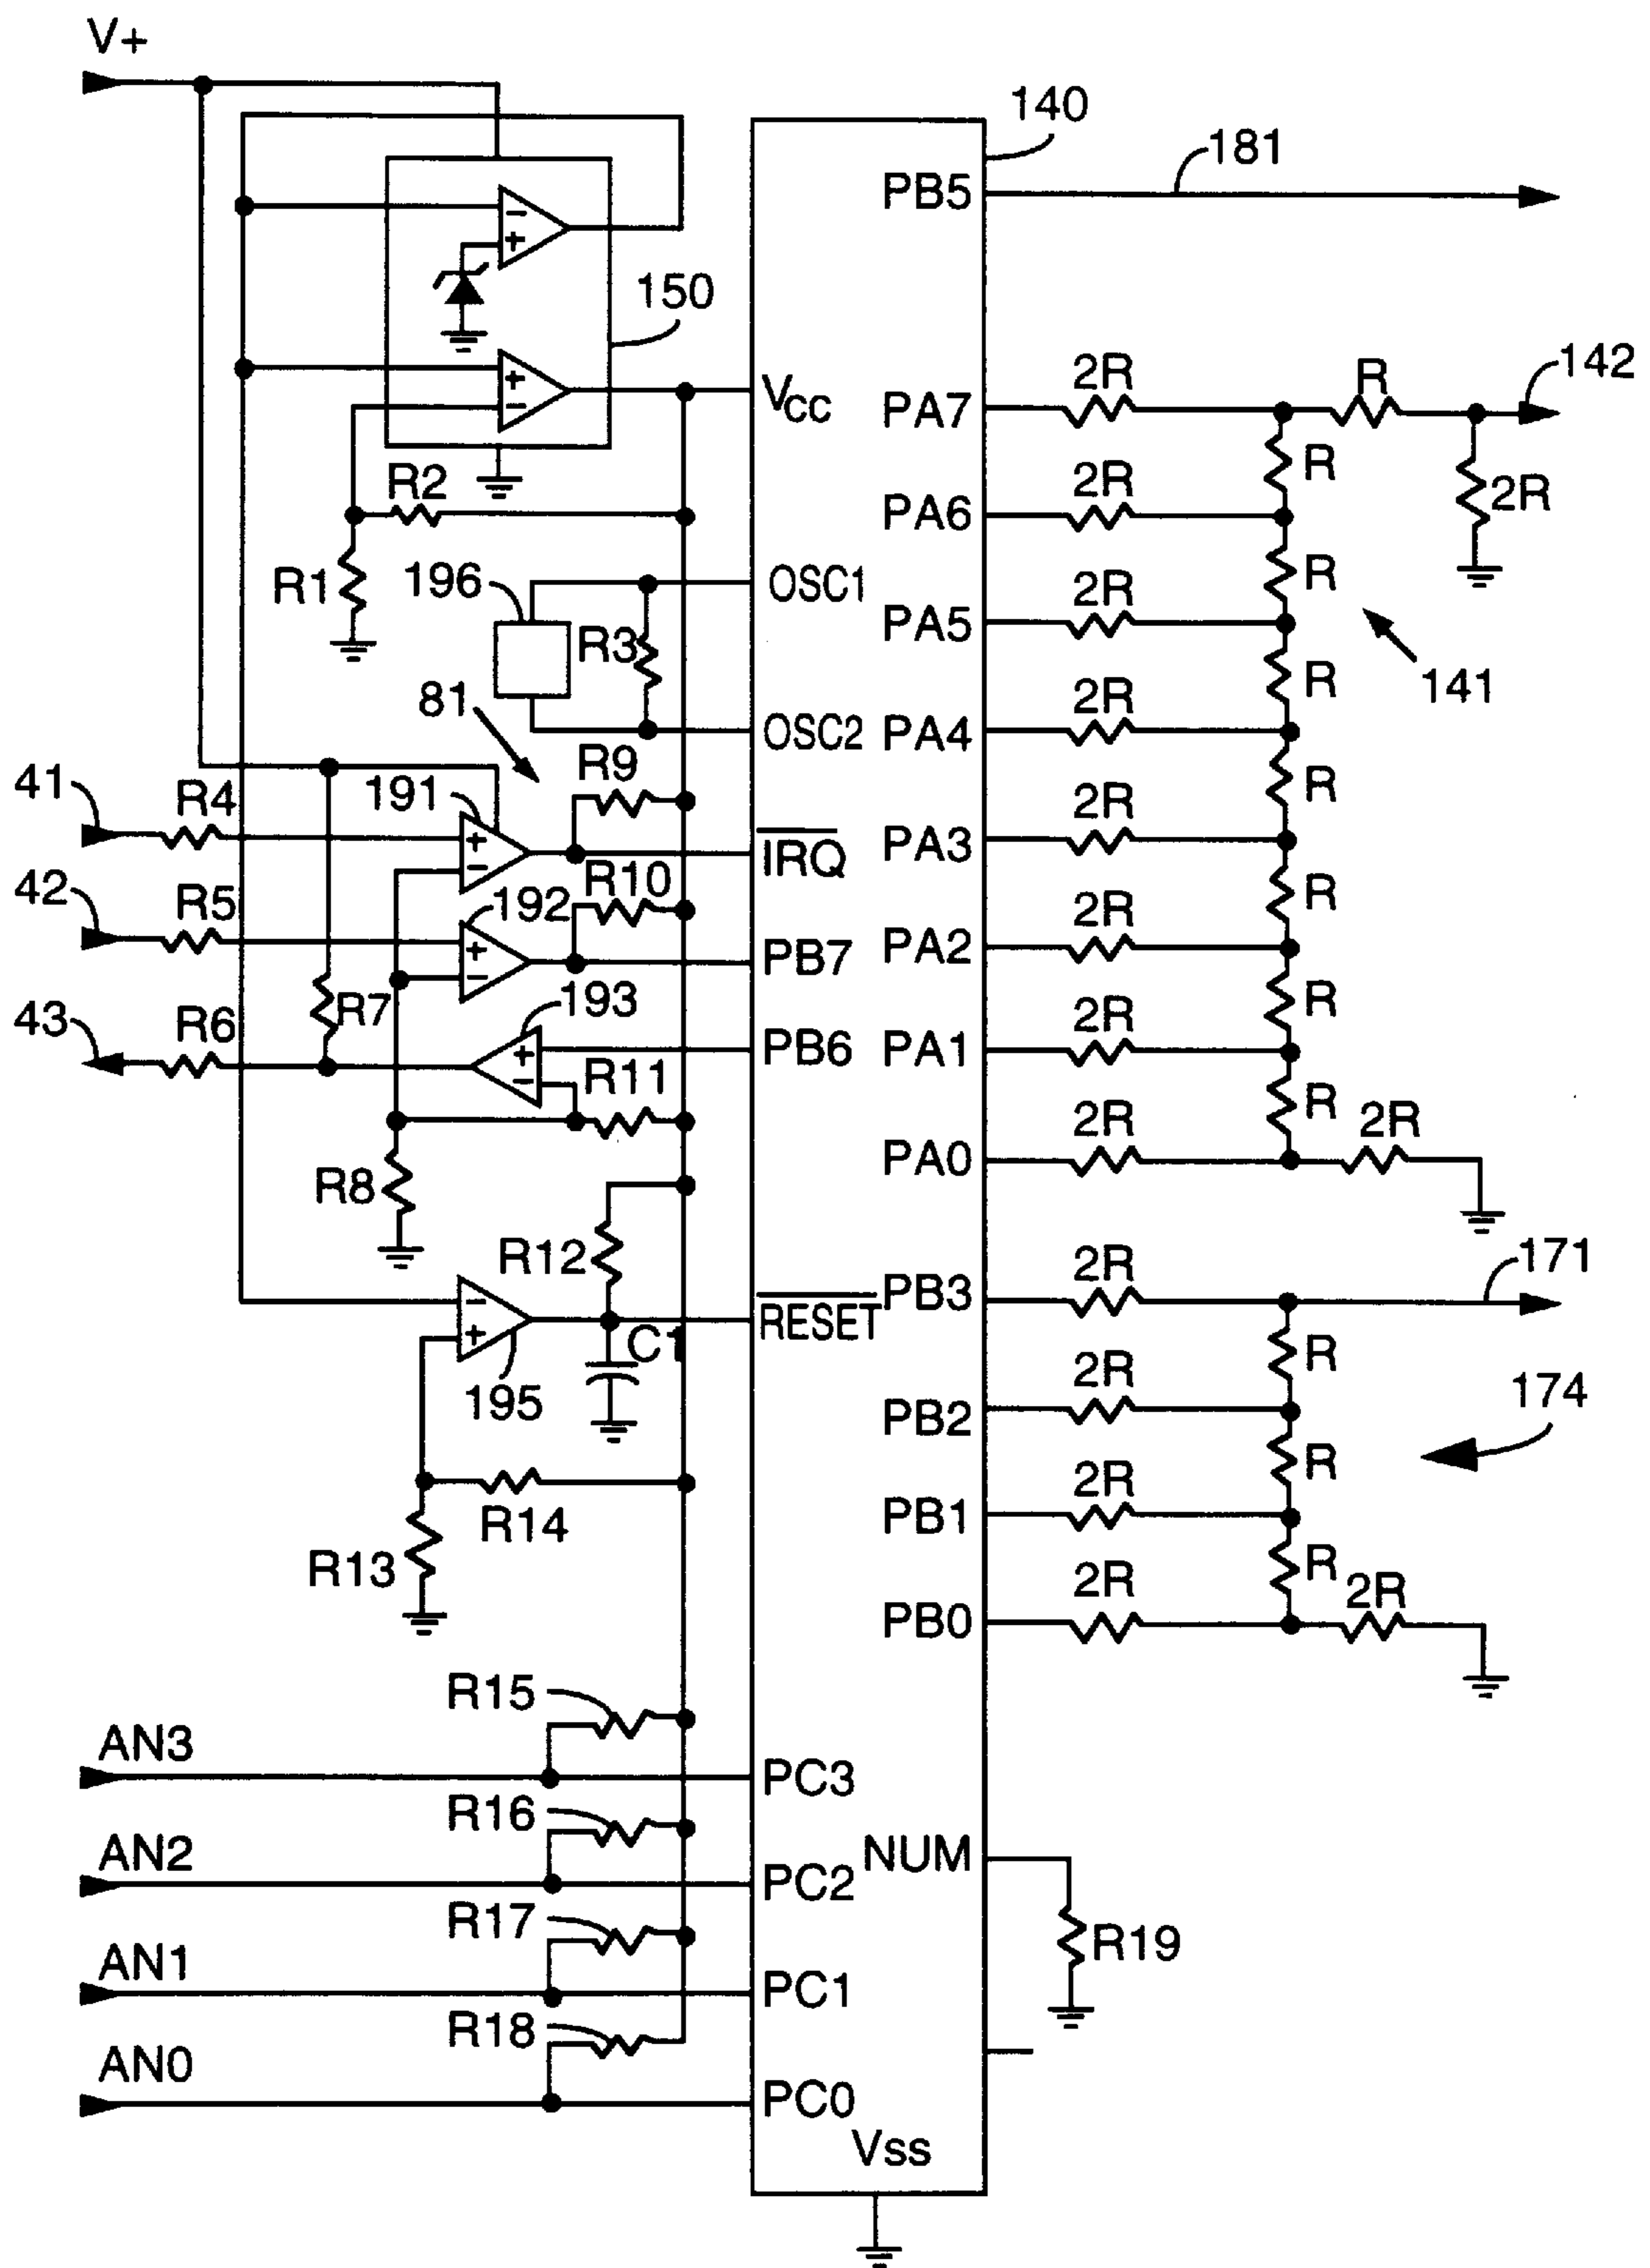 V+
140
181
PB5
150
VCC
PA7
2R
R
142
R2
R
2R
PA6
2R
R1
196
OSC1
R
R3
PA5
2R
141
81
R
OSC2
PA4
2R
R9
41
R4
191
R
IRQ
PA3
2R
R10
42
R5
192
R
PB7
PA2
2R
193
43
R6
R7
R
PB6
PA1
2R
R11
R
R8
PA0
2R
2R
R12
171
RESET
PB3
2R
C1
R
195
174
PB2
2R
R14
R
R13
PB1
2R
R
PB0
2R
2R
R15
AN3
PC3
R16
AN2
PC2
NUM
R17
R19
AN1
PC1
R18
AN0
PC0
Vss